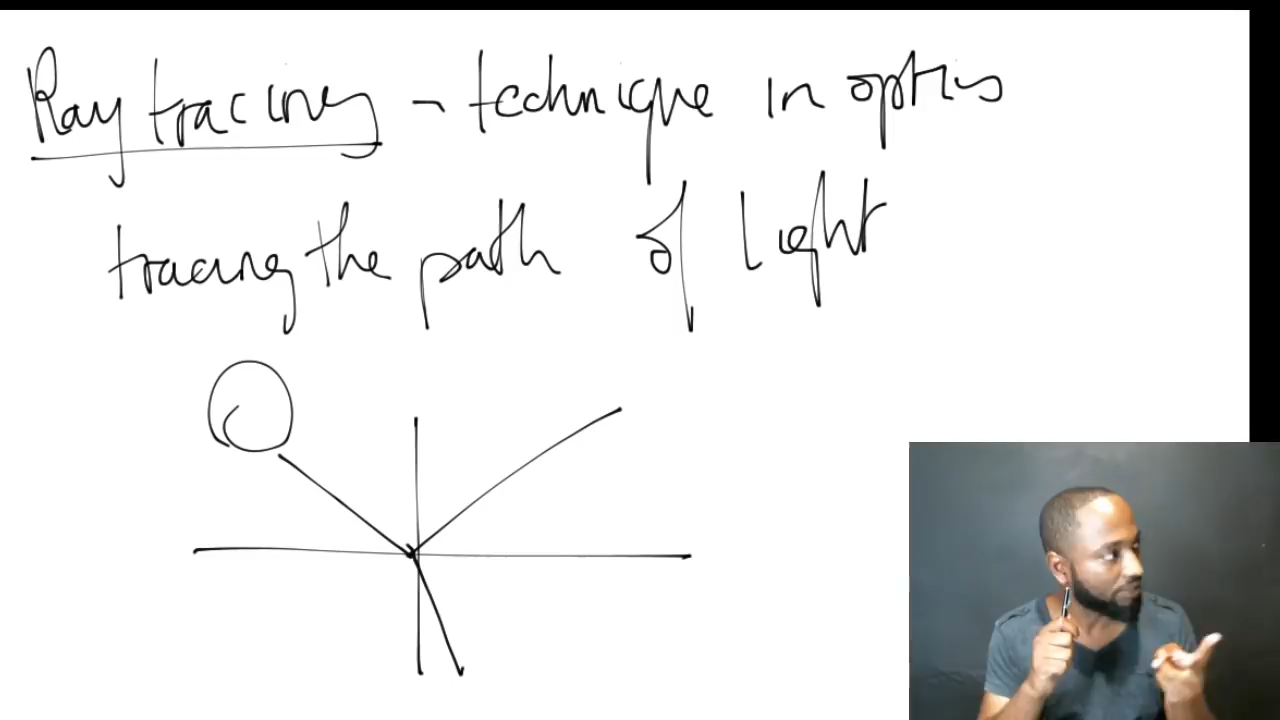 Ray tracing - technique in optics
tracing the path of light